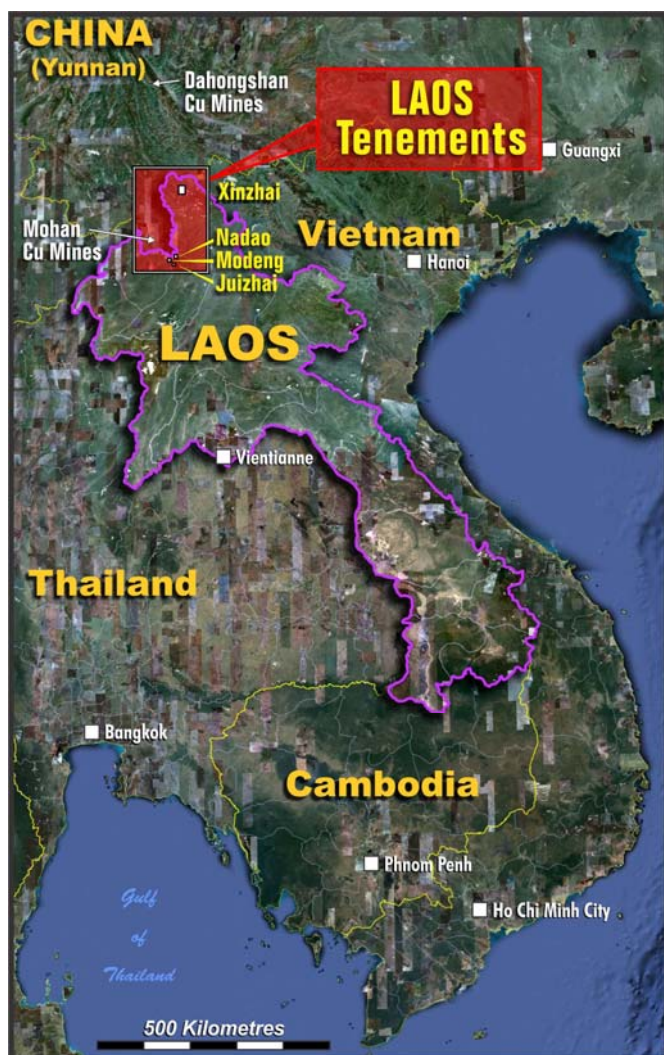 CHINA
(Yunnan)
Dahongshan
Cu Mines
LAOS
Tenements
Guangxi
Xinzhai
Mohan
Cu Mines
Nadao
Modeng
Juizhai
Vietnam
Hanoi
LAOS
Vientianne
Thailand
Bangkok
Cambodia
Phnom Penh
Ho Chi Minh City
Gulf
of
Thailand
500 Kilometres